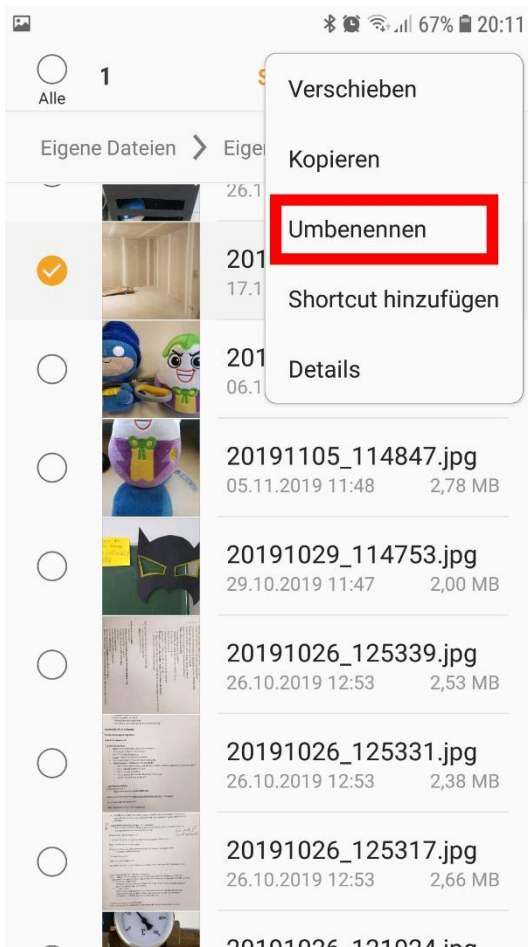 67% 20:11
Alle
1
S
Verschieben
Eigene Dateien > Eige
Kopieren
26.1
Umbenennen
201
17.1
Shortcut hinzufügen
201
Details
06.1
20191105_114847.jpg
05.11.2019 11:48 2,78 MB
20191029_114753.jpg
29.10.2019 11:47 2,00 MB
20191026_125339.jpg
26.10.2019 12:53 2,53 MB
20191026_125331.jpg
26.10.2019 12:53 2,38 MB
20191026_125317.jpg
26.10.2019 12:53 2,66 MB